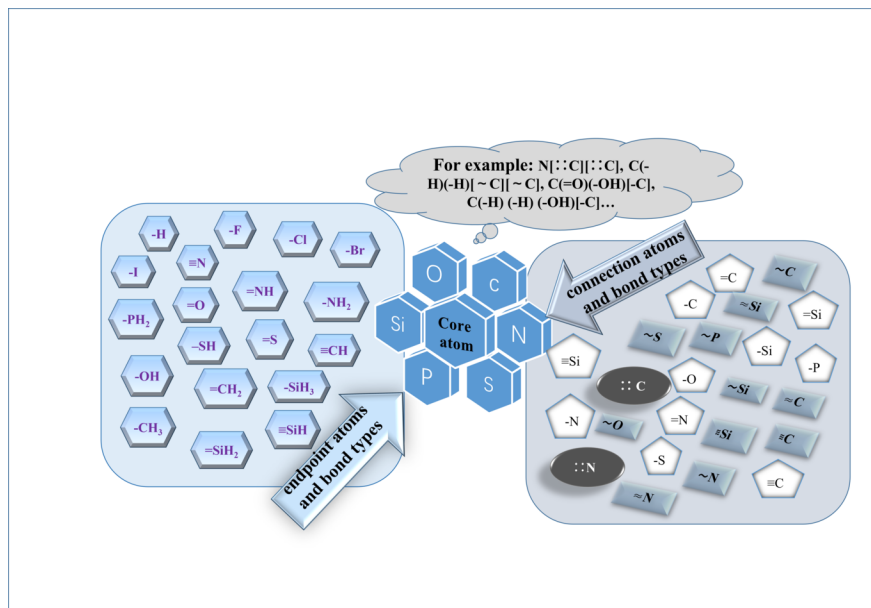 For example: N[∷C][∷C], C(-
H)(-H)[~C][~C], C(=O)(-OH)[-C],
C(-H) (-H) (-OH)[-C]…
-H
-F
-Cl
-Br
-I
≡N
=NH
-NH₂
=O
-PH₂
–SH
=S
≡CH
-OH
=CH₂
-SiH₃
-CH₃
≡SiH
=SiH₂
endpoint atoms
and bond types
O
C
Si
Core
atom
N
P
S
connection atoms
and bond types
=C
~C
-C
≈Si
=Si
~S
~P
-Si
≡Si
-P
∷C
-O
~Si
≈C
-N
~O
=N
≋Si
≋C
∷N
-S
~N
≡C
≈N